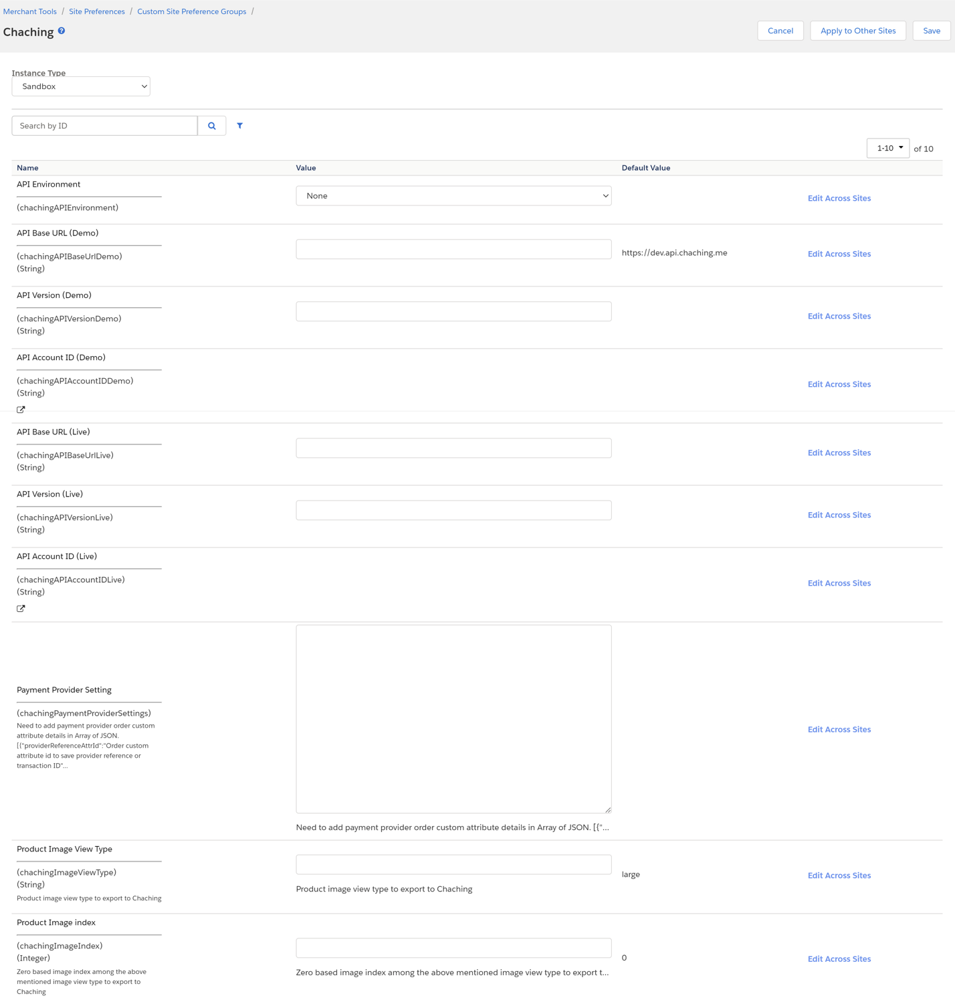 Merchant Tools / Site Preferences / Custom Site Preference Groups /
Chaching ?
Cancel
Apply to Other Sites
Save
Instance Type
Sandbox
Search by ID
1-10 of 10
Name Value Default Value
API Environment
(chachingAPIEnvironment)
None
Edit Across Sites
API Base URL (Demo)
(chachingAPIBaseUrlDemo)
(String)
https://dev.api.chaching.me
Edit Across Sites
API Version (Demo)
(chachingAPIVersionDemo)
(String)
Edit Across Sites
API Account ID (Demo)
(chachingAPIAccountIDDemo)
(String)
Edit Across Sites
API Base URL (Live)
(chachingAPIBaseUrlLive)
(String)
Edit Across Sites
API Version (Live)
(chachingAPIVersionLive)
(String)
Edit Across Sites
API Account ID (Live)
(chachingAPIAccountIDLive)
(String)
Edit Across Sites
Payment Provider Setting
(chachingPaymentProviderSettings)
Need to add payment provider order custom
attribute details in Array of JSON.
[{"providerReferenceAttrId":"Order custom
attribute id to save provider reference or
transaction ID"...
Need to add payment provider order custom attribute details in Array of JSON. [{"...
Edit Across Sites
Product Image View Type
(chachingImageViewType)
(String)
Product image view type to export to Chaching
Product image view type to export to Chaching
large
Edit Across Sites
Product Image index
(chachingImageIndex)
(Integer)
Zero based image index among the above
mentioned image view type to export to
Chaching
Zero based image index among the above mentioned image view type to export t...
0
Edit Across Sites